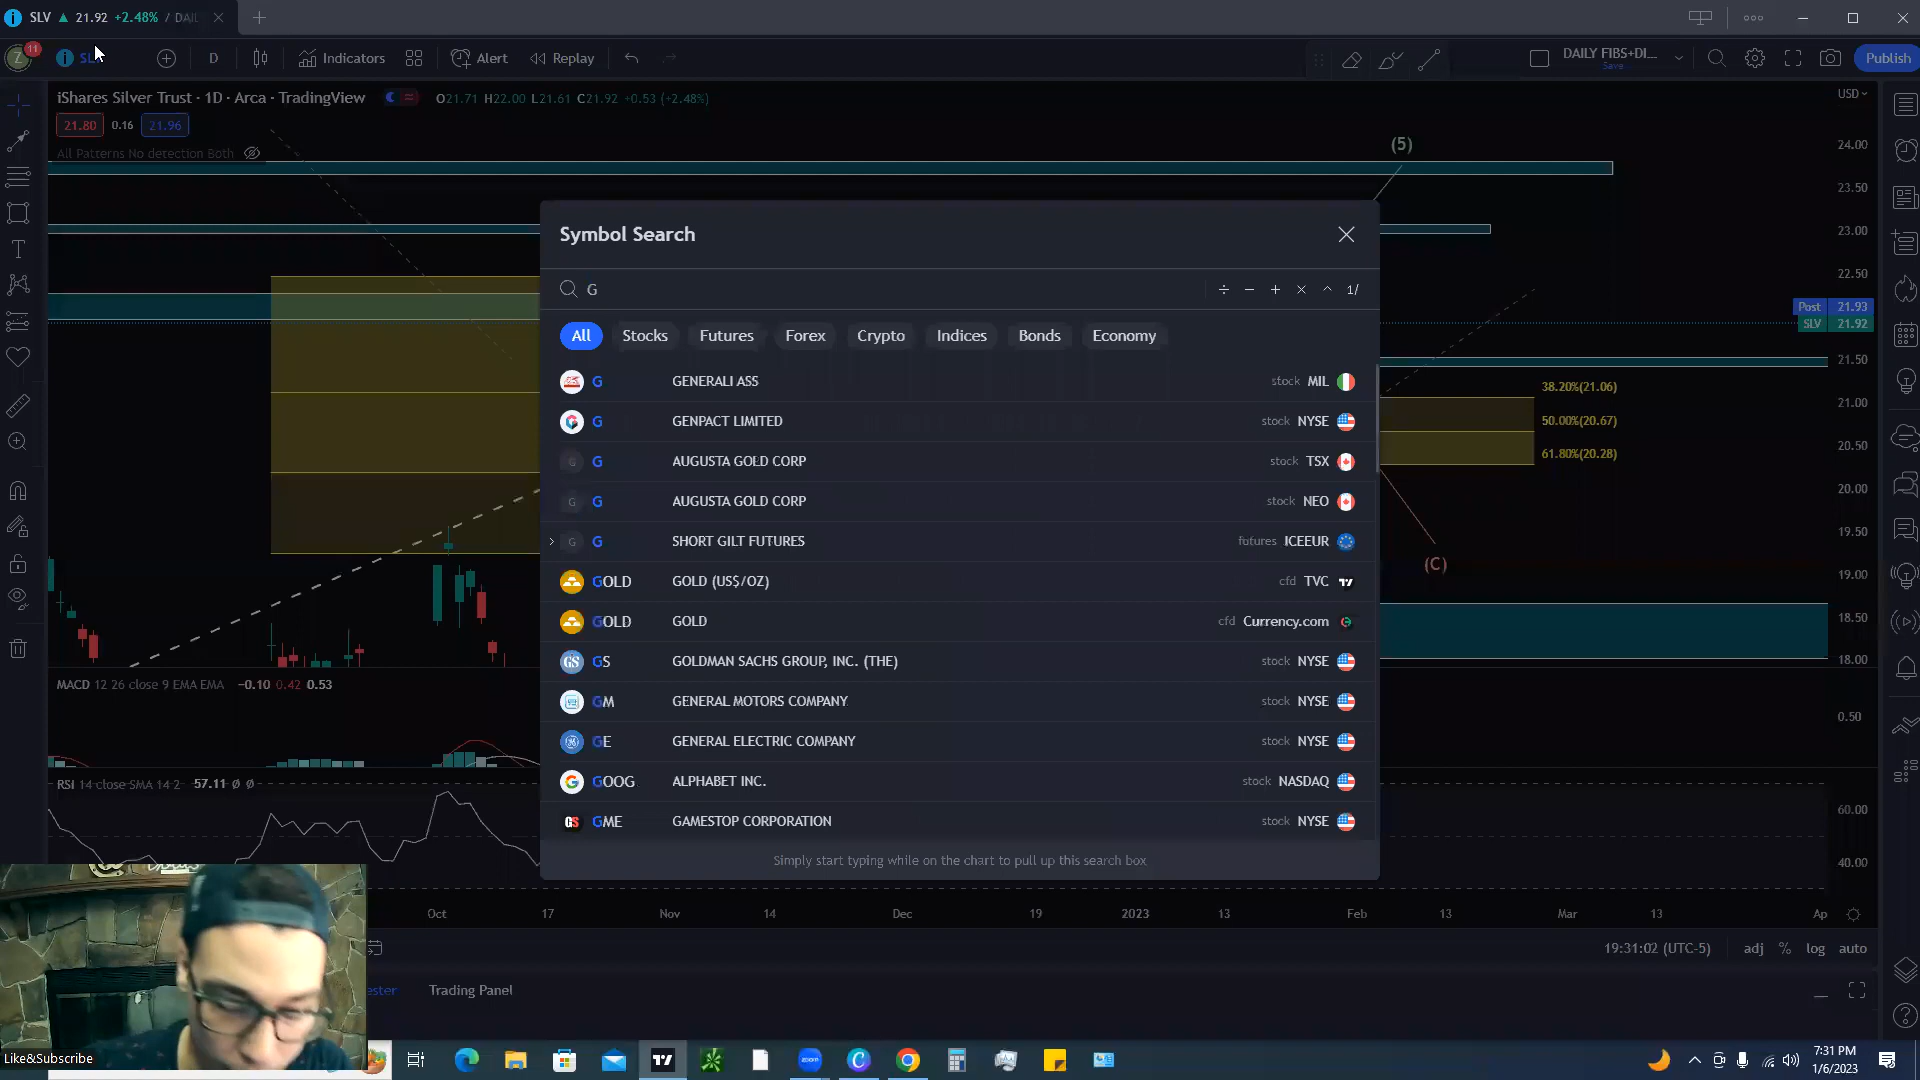 SLV ▲ 21.92 +2.48% / DAIL
Z 11 SL D Indicators Alert Replay DAILY FIBS+DI... Save Publish
iShares Silver Trust · 1D · Arca · TradingView O21.71 H22.00 L21.61 C21.92 +0.53 (+2.48%) USD
21.80 0.16 21.96
All Patterns No detection Both
(5)
24.00
23.50
23.00
22.50
Post 21.93
SLV 21.92
21.50
21.00
20.50
20.00
19.50
19.00
18.50
18.00
0.50
60.00
40.00
38.20%(21.06)
50.00%(20.67)
61.80%(20.28)
(C)
Symbol Search
G 1/
All Stocks Futures Forex Crypto Indices Bonds Economy
G GENERALI ASS stock MIL
G GENPACT LIMITED stock NYSE
G G AUGUSTA GOLD CORP stock TSX
G G AUGUSTA GOLD CORP stock NEO
G G SHORT GILT FUTURES futures ICEEUR
GOLD GOLD (US$/OZ) cfd TVC
GOLD GOLD cfd Currency.com
GS GS GOLDMAN SACHS GROUP, INC. (THE) stock NYSE
GM GENERAL MOTORS COMPANY stock NYSE
GE GENERAL ELECTRIC COMPANY stock NYSE
G GOOG ALPHABET INC. stock NASDAQ
GS GME GAMESTOP CORPORATION stock NYSE
Simply start typing while on the chart to pull up this search box
MACD 12 26 close 9 EMA EMA −0.10 0.42 0.53
RSI 14 close SMA 14 2 57.11 Ø Ø
Oct 17 Nov 14 Dec 19 2023 13 Feb 13 Mar 13 Ap
19:31:02 (UTC-5) adj % log auto
ester Trading Panel
Like&Subscribe
zoom
7:31 PM
1/6/2023